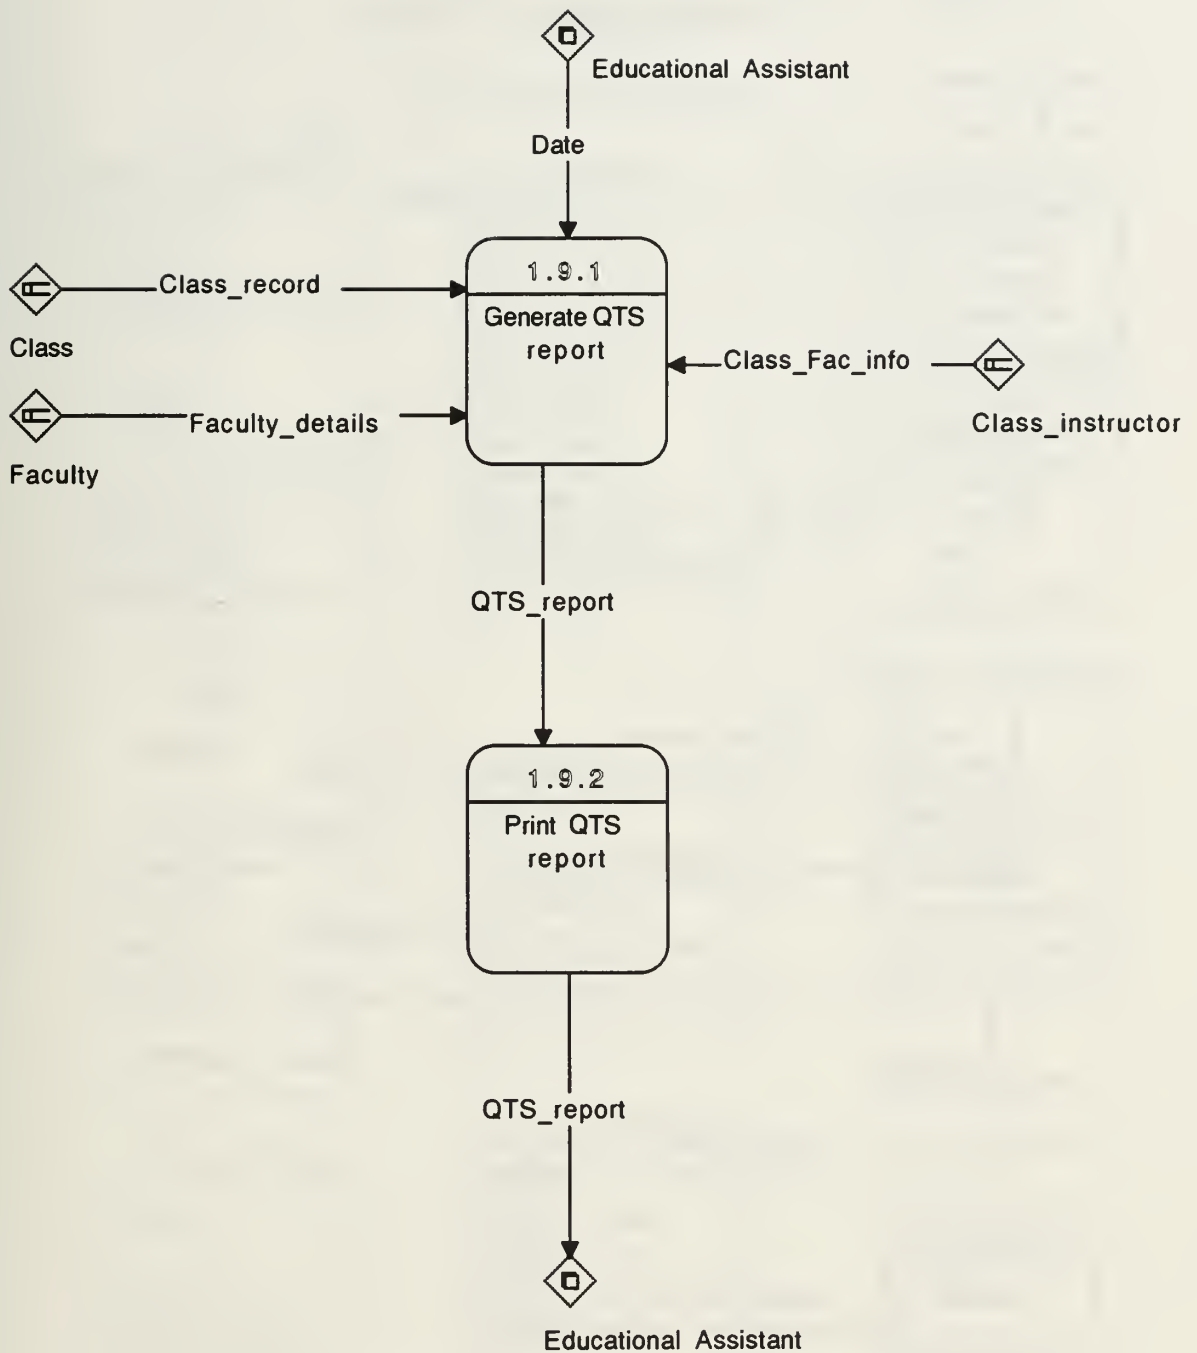 Educational Assistant
Date
1.9.1
Class_record
Generate QTS
report
Class
Class_Fac_info
Faculty_details
Class_instructor
Faculty
QTS_report
1.9.2
Print QTS
report
QTS_report
Educational Assistant